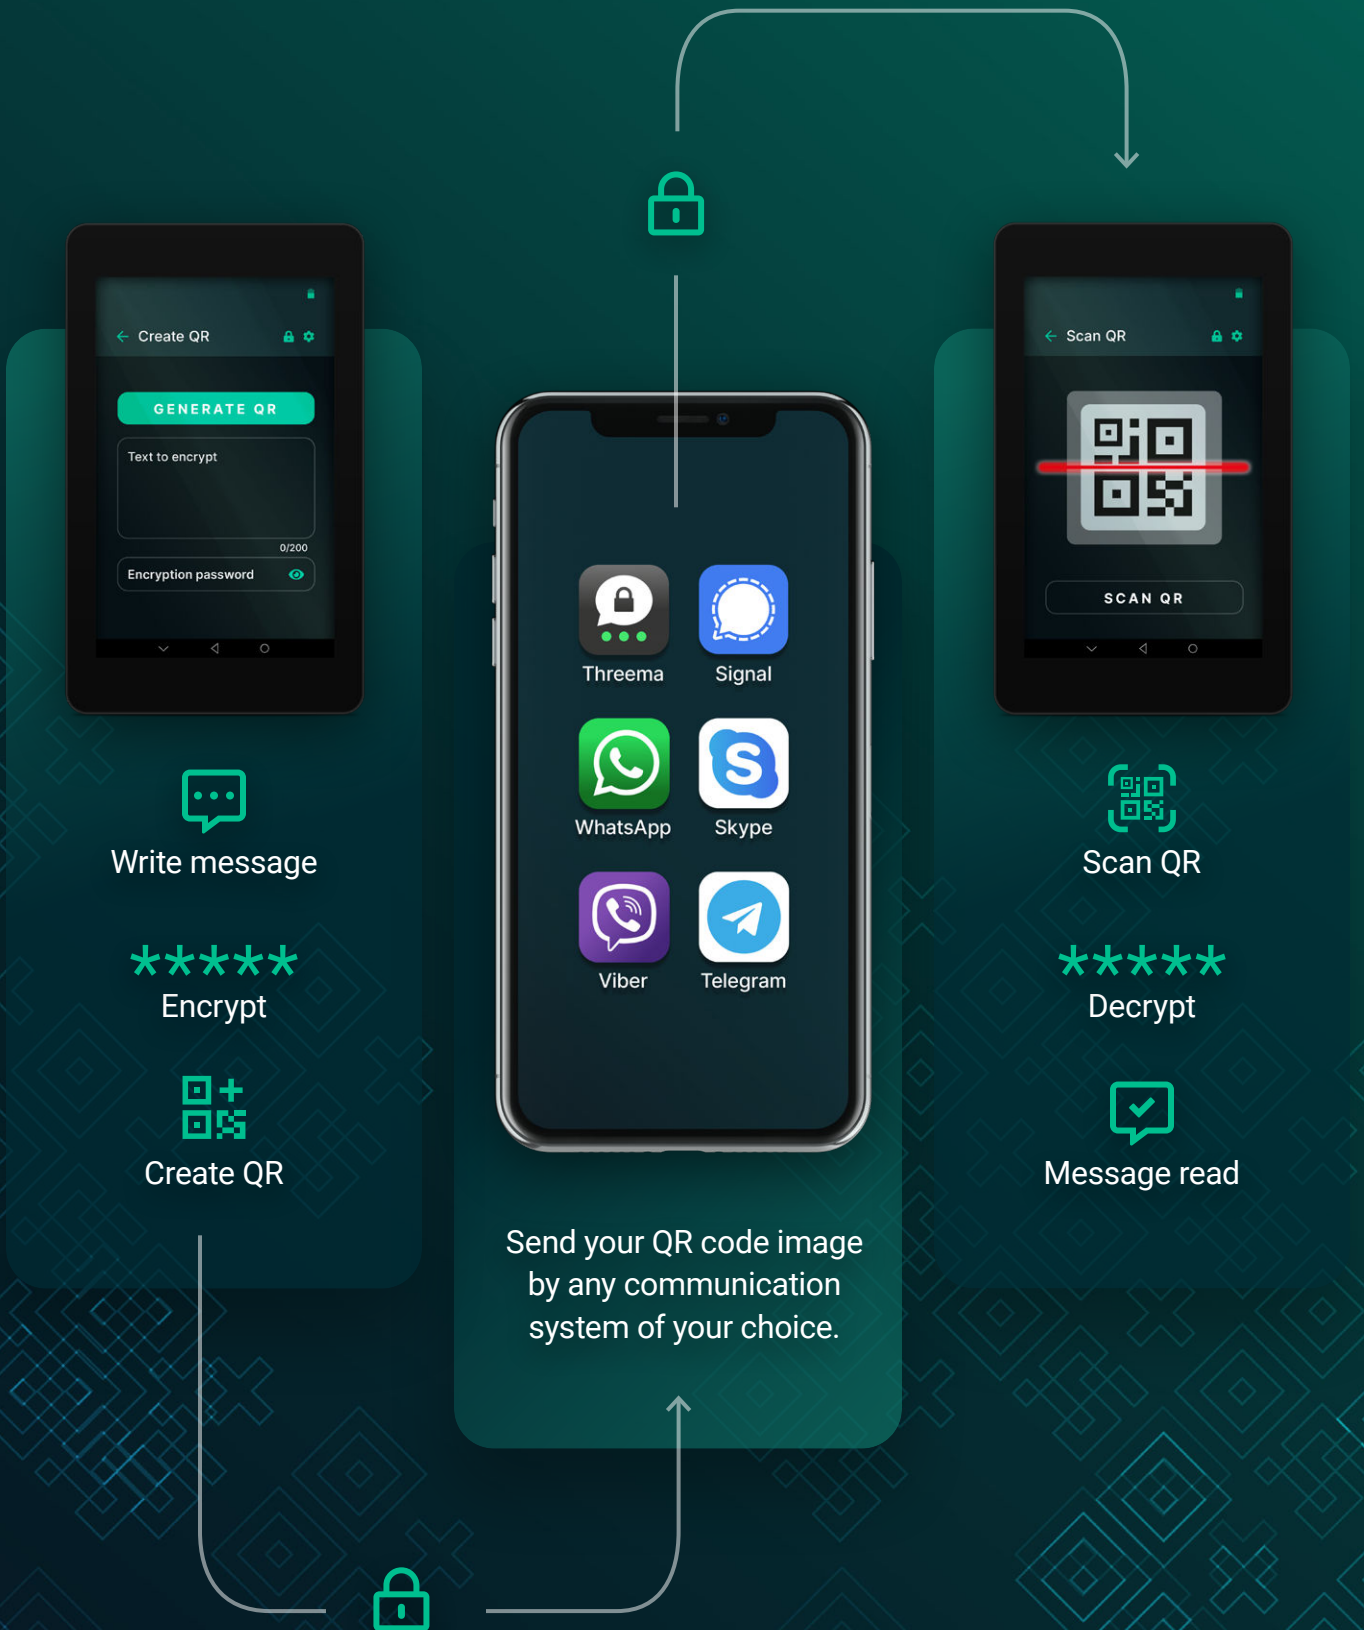 Create QR
GENERATE QR
Text to encrypt
0/200
Encryption password
Write message
*****
Encrypt
Create QR
Threema
Signal
WhatsApp
Skype
Viber
Telegram
Send your QR code image
by any communication
system of your choice.
Scan QR
SCAN QR
Scan QR
*****
Decrypt
Message read